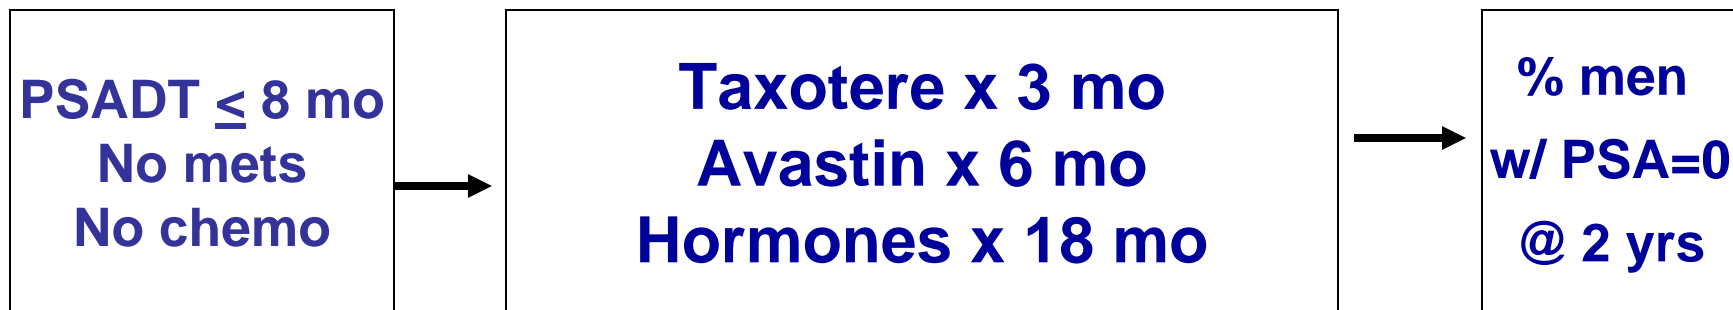 PSADT ≤ 8 mo
No mets
No chemo
Taxotere x 3 mo
Avastin x 6 mo
Hormones x 18 mo
% men
w/ PSA=0
@ 2 yrs